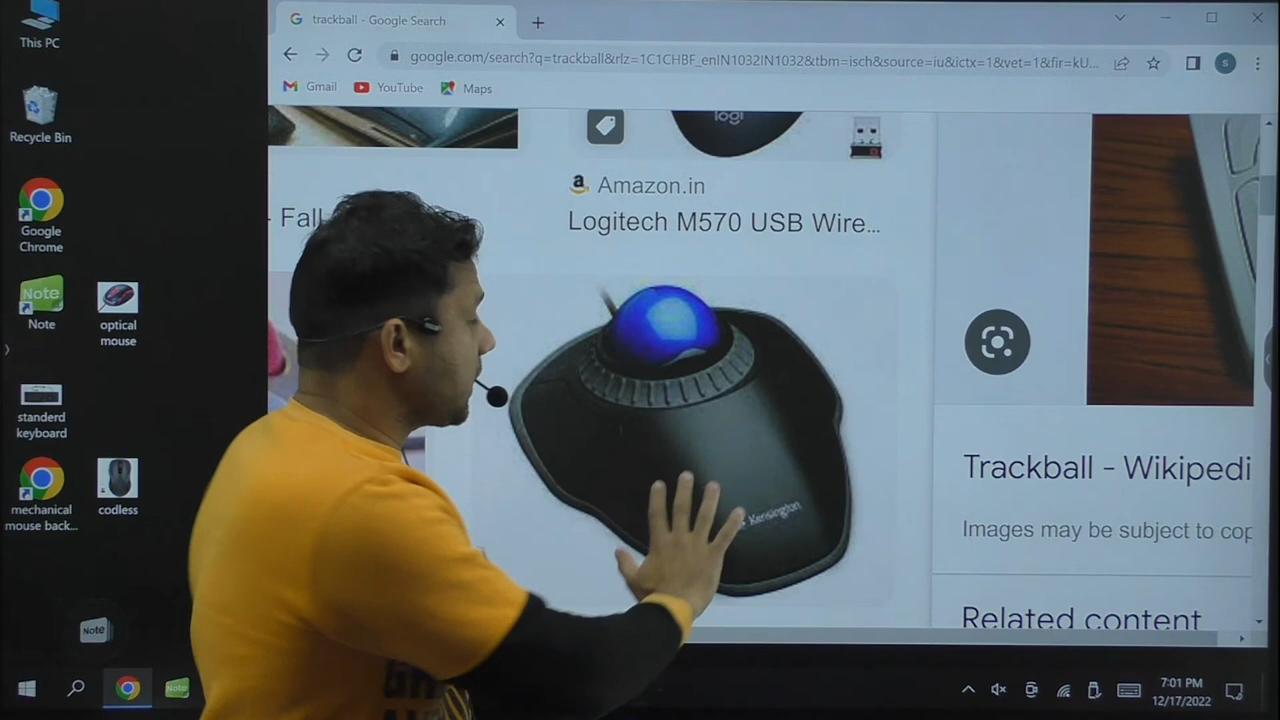 This PC
Recycle Bin
Google
Chrome
Note
Note
optical
mouse
standerd
keyboard
mechanical
mouse back...
codless
Note
trackball - Google Search
google.com/search?q=trackball&rlz=1C1CHBF_enIN1032IN1032&tbm=isch&source=iu&ictx=1&vet=1&fir=kU...
S
Gmail
YouTube
Maps
logi
a Amazon.in
- Fall
Logitech M570 USB Wire...
Kensington
Trackball - Wikipedi
Images may be subject to cop
Related content
Note
7:01 PM
12/17/2022